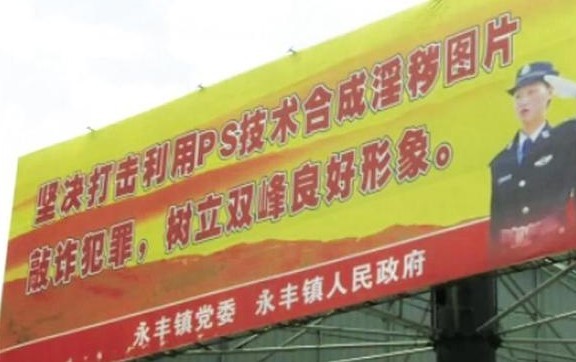 坚决打击利用PS技术合成淫秽图片
敲诈犯罪，树立双峰良好形象。
永丰镇党委 永丰镇人民政府